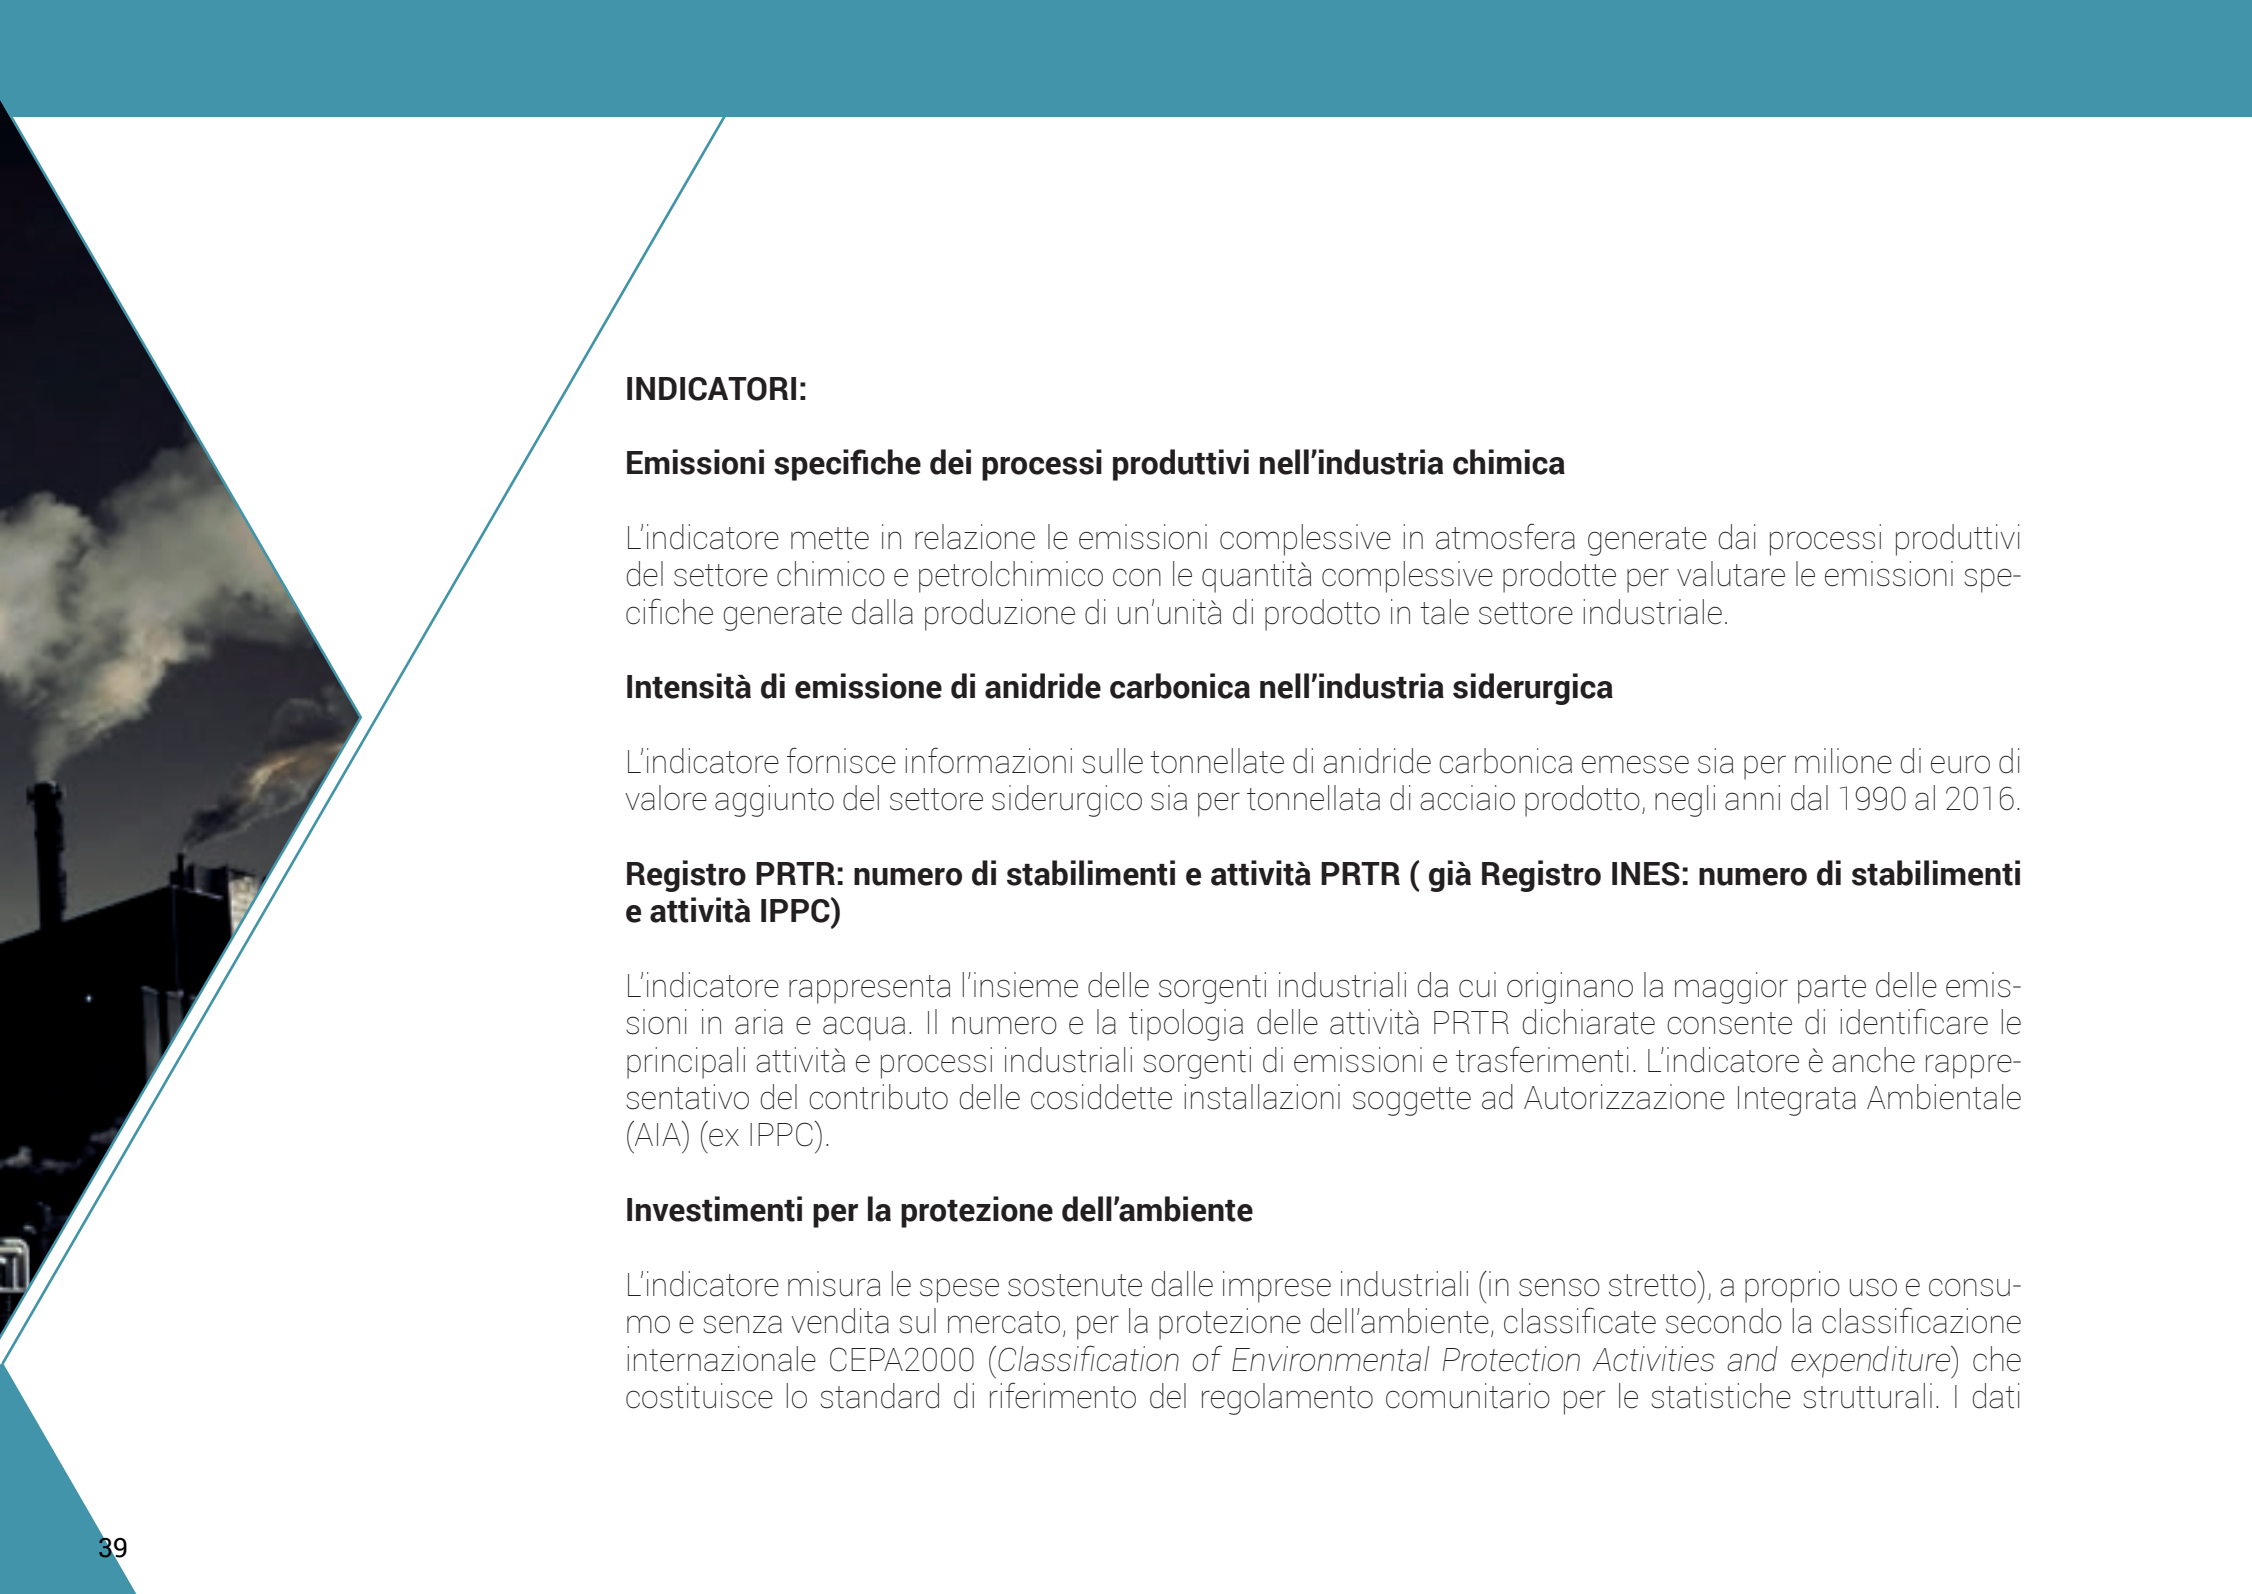 INDICATORI:
Emissioni specifiche dei processi produttivi nell’industria chimica
L’indicatore mette in relazione le emissioni complessive in atmosfera generate dai processi produttivi
del settore chimico e petrolchimico con le quantità complessive prodotte per valutare le emissioni spe-
cifiche generate dalla produzione di un’unità di prodotto in tale settore industriale.
Intensità di emissione di anidride carbonica nell’industria siderurgica
L’indicatore fornisce informazioni sulle tonnellate di anidride carbonica emesse sia per milione di euro di
valore aggiunto del settore siderurgico sia per tonnellata di acciaio prodotto, negli anni dal 1990 al 2016.
Registro PRTR: numero di stabilimenti e attività PRTR ( già Registro INES: numero di stabilimenti
e attività IPPC)
L’indicatore rappresenta l’insieme delle sorgenti industriali da cui originano la maggior parte delle emis-
sioni in aria e acqua. Il numero e la tipologia delle attività PRTR dichiarate consente di identificare le
principali attività e processi industriali sorgenti di emissioni e trasferimenti. L’indicatore è anche rappre-
sentativo del contributo delle cosiddette installazioni soggette ad Autorizzazione Integrata Ambientale
(AIA) (ex IPPC).
Investimenti per la protezione dell’ambiente
L’indicatore misura le spese sostenute dalle imprese industriali (in senso stretto), a proprio uso e consu-
mo e senza vendita sul mercato, per la protezione dell’ambiente, classificate secondo la classificazione
internazionale CEPA2000 (Classification of Environmental Protection Activities and expenditure) che
costituisce lo standard di riferimento del regolamento comunitario per le statistiche strutturali. I dati
39